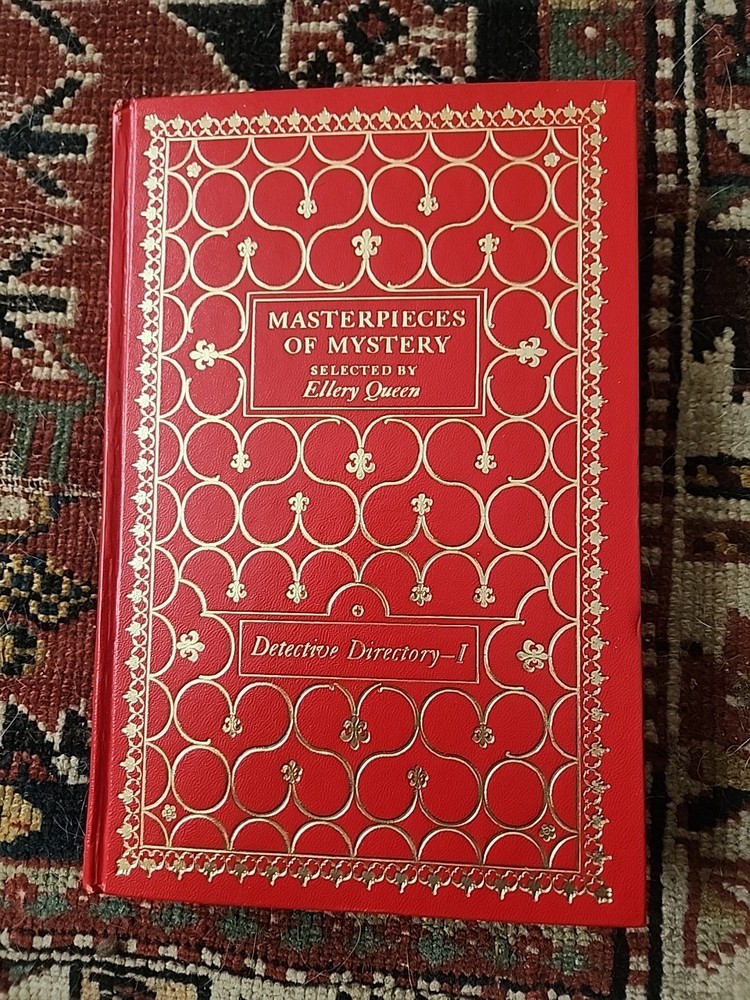 MASTERPIECES
OF MYSTERY
SELECTED BY
Ellery Queen
Detective Directory—I